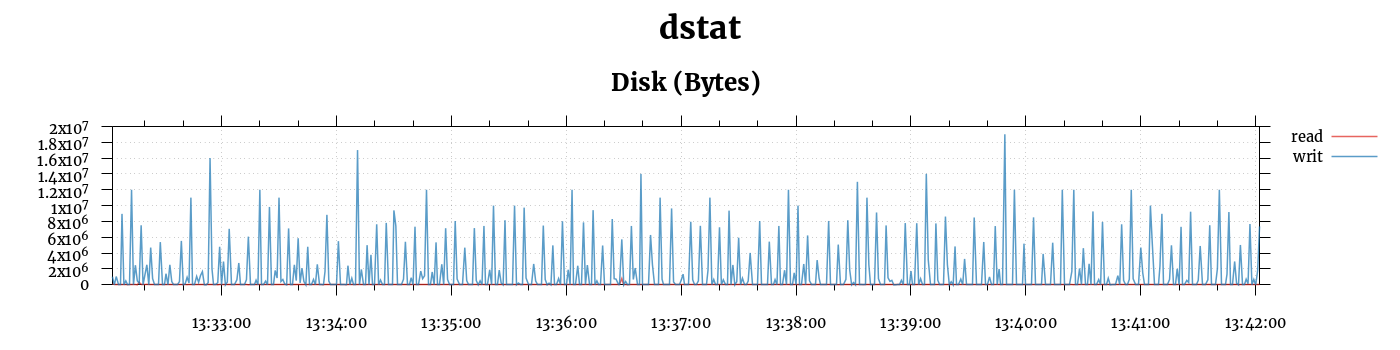 dstat
Disk (Bytes)
2x10⁷
1.8x10⁷
1.6x10⁷
1.4x10⁷
1.2x10⁷
1x10⁷
8x10⁶
6x10⁶
4x10⁶
2x10⁶
0
read
writ
13:33:00 13:34:00 13:35:00 13:36:00 13:37:00 13:38:00 13:39:00 13:40:00 13:41:00 13:42:00